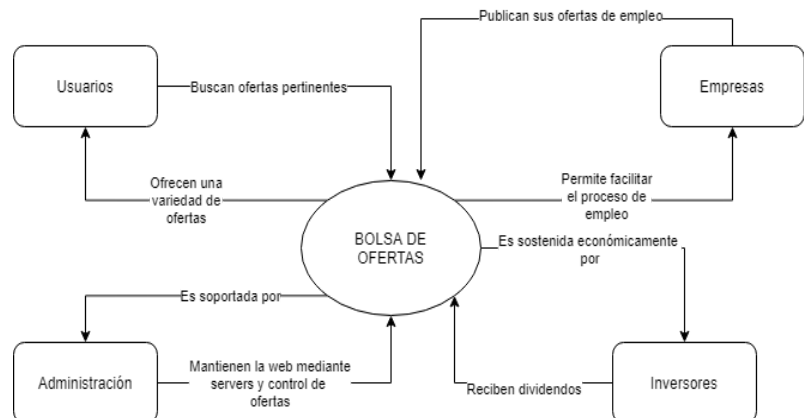 Publican sus ofertas de empleo
Usuarios
Buscan ofertas pertinentes
Empresas
Ofrecen una
variedad de
ofertas
Permite facilitar
el proceso de
empleo
BOLSA DE
OFERTAS
Es sostenida económicamente
por
Es soportada por
Administración
Mantienen la web mediante
servers y control de
ofertas
Reciben dividendos
Inversores